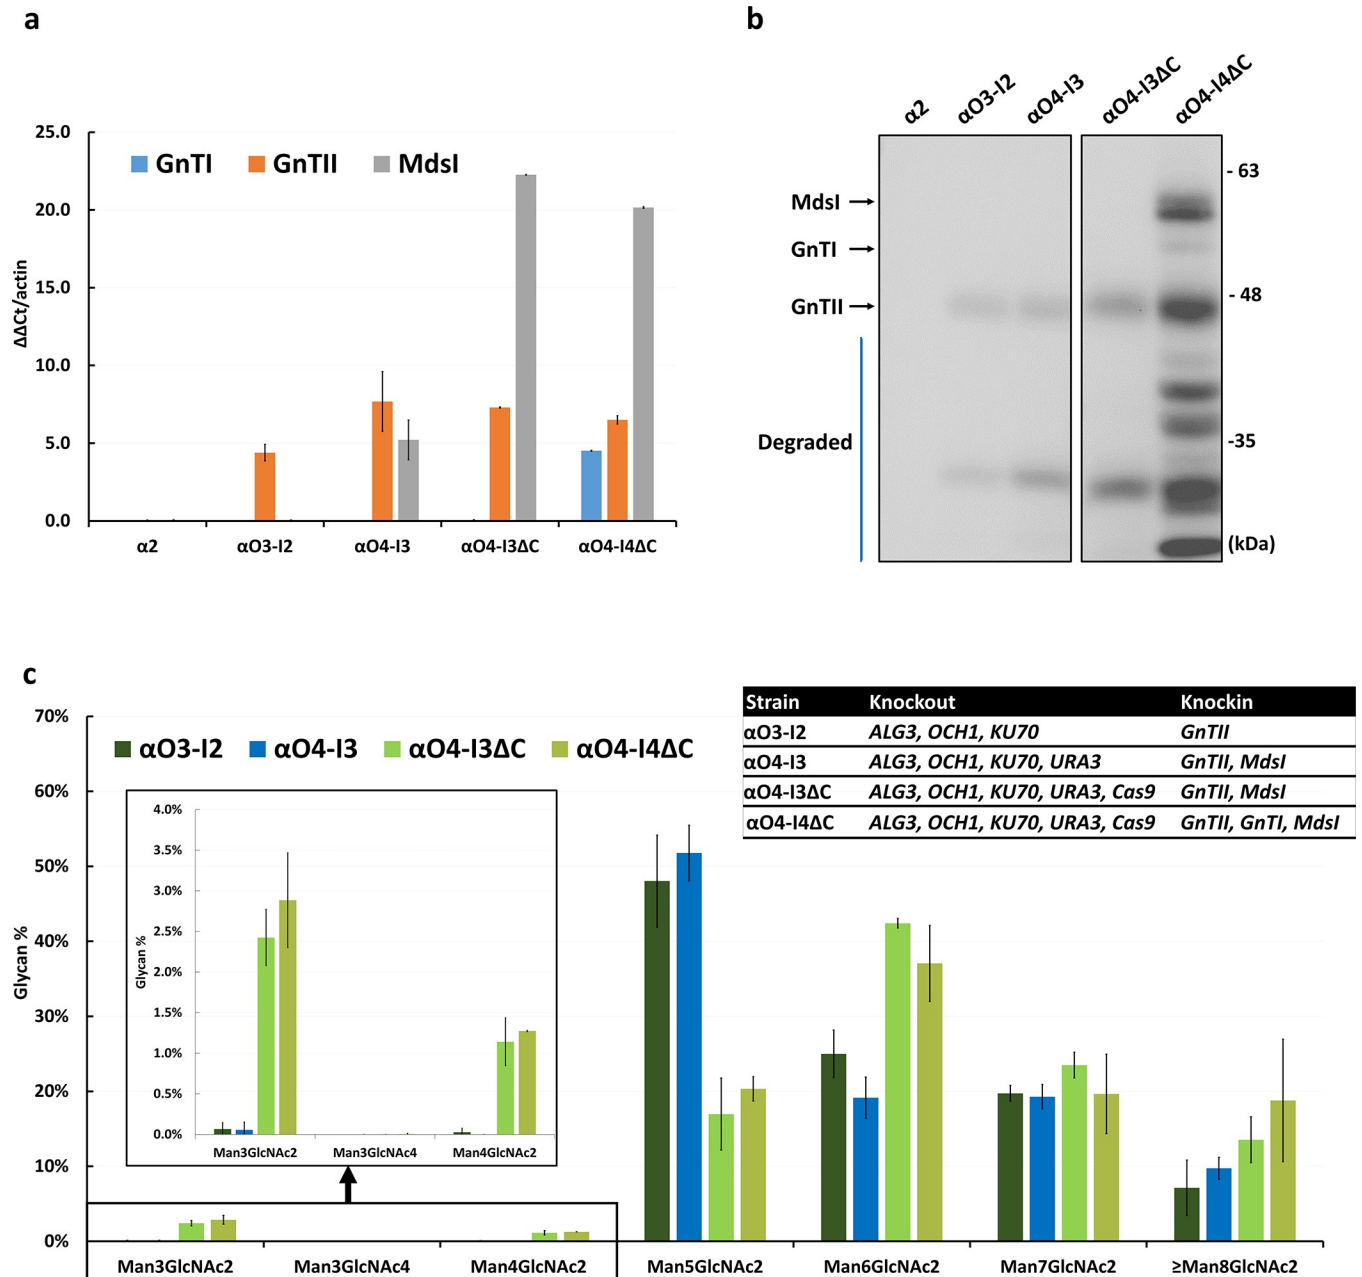 a
25.0
20.0
15.0
10.0
5.0
0.0
ΔΔCt/actin
GnTI GnTII MdsI
α2 αO3-I2 αO4-I3 αO4-I3ΔC αO4-I4ΔC
b
α2 αO3-I2 αO4-I3 αO4-I3ΔC αO4-I4ΔC
MdsI
GnTI
GnTII
Degraded
- 63
- 48
-35
(kDa)
c
70%
60%
50%
40%
30%
20%
10%
0%
Glycan %
αO3-I2 αO4-I3 αO4-I3ΔC αO4-I4ΔC
4.0%
3.5%
3.0%
2.5%
2.0%
1.5%
1.0%
0.5%
0.0%
Glycan %
Man3GlcNAc2 Man3GlcNAc4 Man4GlcNAc2
Strain Knockout Knockin
αO3-I2 ALG3, OCH1, KU70 GnTII
αO4-I3 ALG3, OCH1, KU70, URA3 GnTII, MdsI
αO4-I3ΔC ALG3, OCH1, KU70, URA3, Cas9 GnTII, MdsI
αO4-I4ΔC ALG3, OCH1, KU70, URA3, Cas9 GnTII, GnTI, MdsI
Man3GlcNAc2 Man3GlcNAc4 Man4GlcNAc2 Man5GlcNAc2 Man6GlcNAc2 Man7GlcNAc2 ≥Man8GlcNAc2